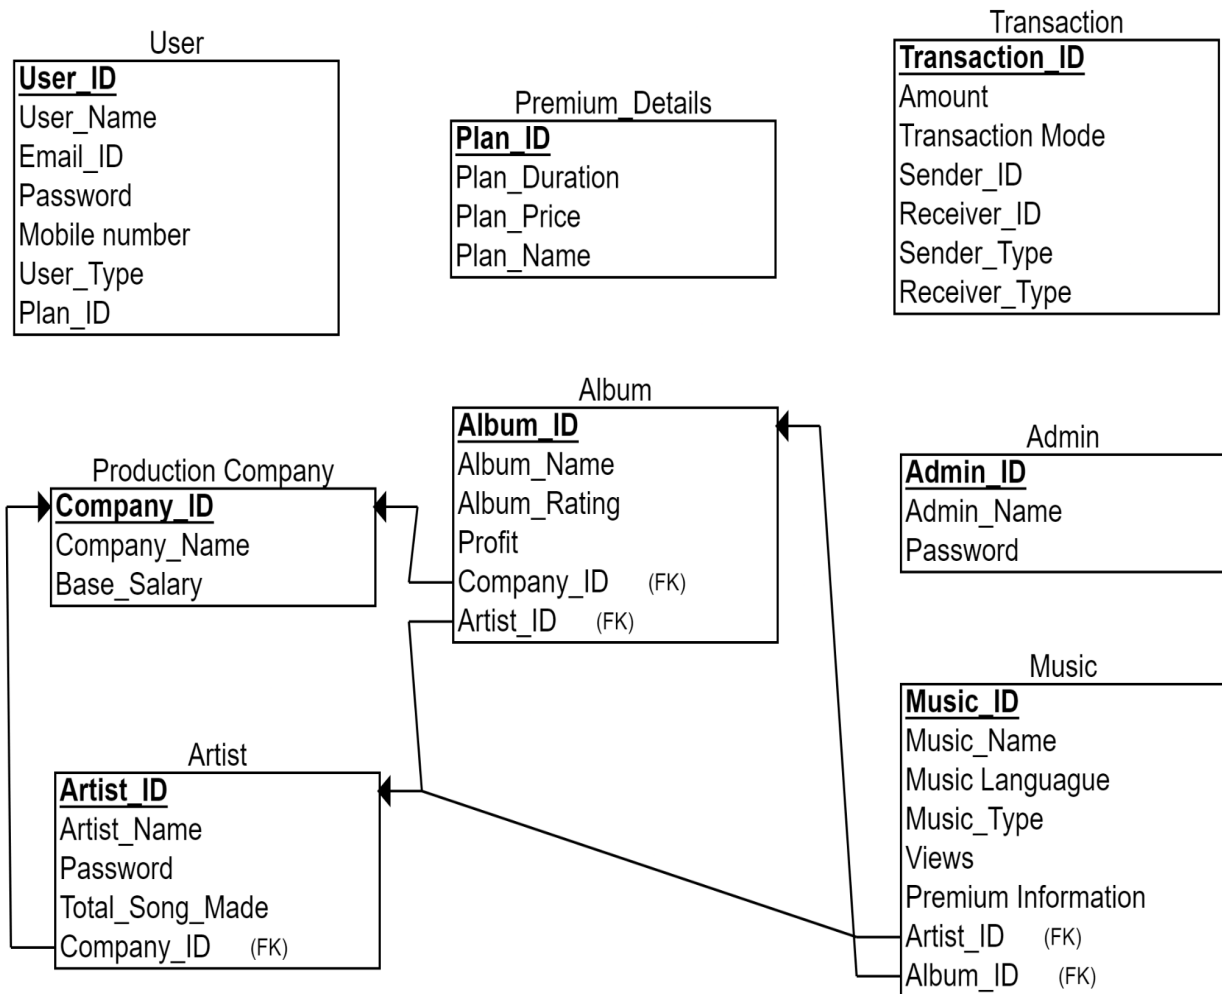 User
User_ID
User_Name
Email_ID
Password
Mobile number
User_Type
Plan_ID
Premium_Details
Plan_ID
Plan_Duration
Plan_Price
Plan_Name
Transaction
Transaction_ID
Amount
Transaction Mode
Sender_ID
Receiver_ID
Sender_Type
Receiver_Type
Production Company
Company_ID
Company_Name
Base_Salary
Album
Album_ID
Album_Name
Album_Rating
Profit
Company_ID (FK)
Artist_ID (FK)
Admin
Admin_ID
Admin_Name
Password
Artist
Artist_ID
Artist_Name
Password
Total_Song_Made
Company_ID (FK)
Music
Music_ID
Music_Name
Music Languague
Music_Type
Views
Premium Information
Artist_ID (FK)
Album_ID (FK)